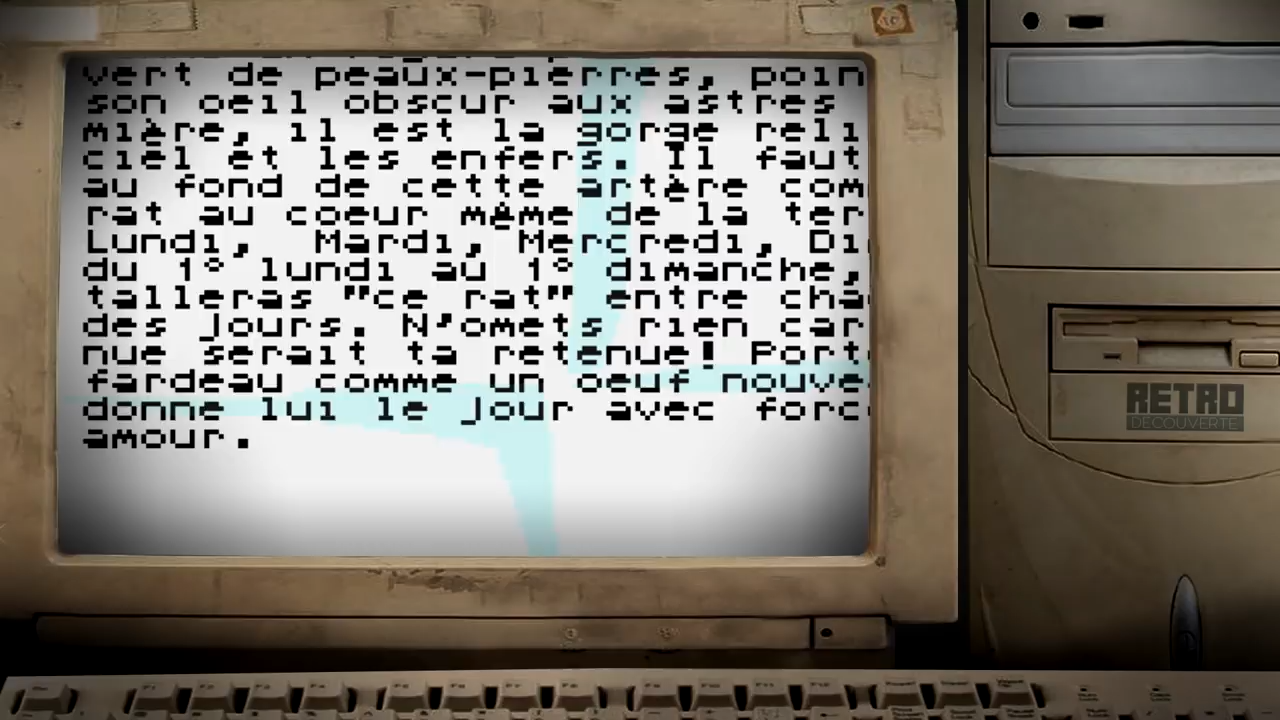 vert de peaux-pierres, poin
son oeil obscur aux astres
mière, il est la gorge reli
ciel et les enfers. Il faut
au fond de cette artère com
rat au coeur même de la ter
Lundi, Mardi, Mercredi, Di
du 1° lundi au 1° dimanche,
talleras "ce rat" entre cha
des jours. N'omets rien car
nue serait ta retenue! Porte
fardeau comme un oeuf nouvea
donne lui le jour avec force
amour.
RETRO
DECOUVERTE